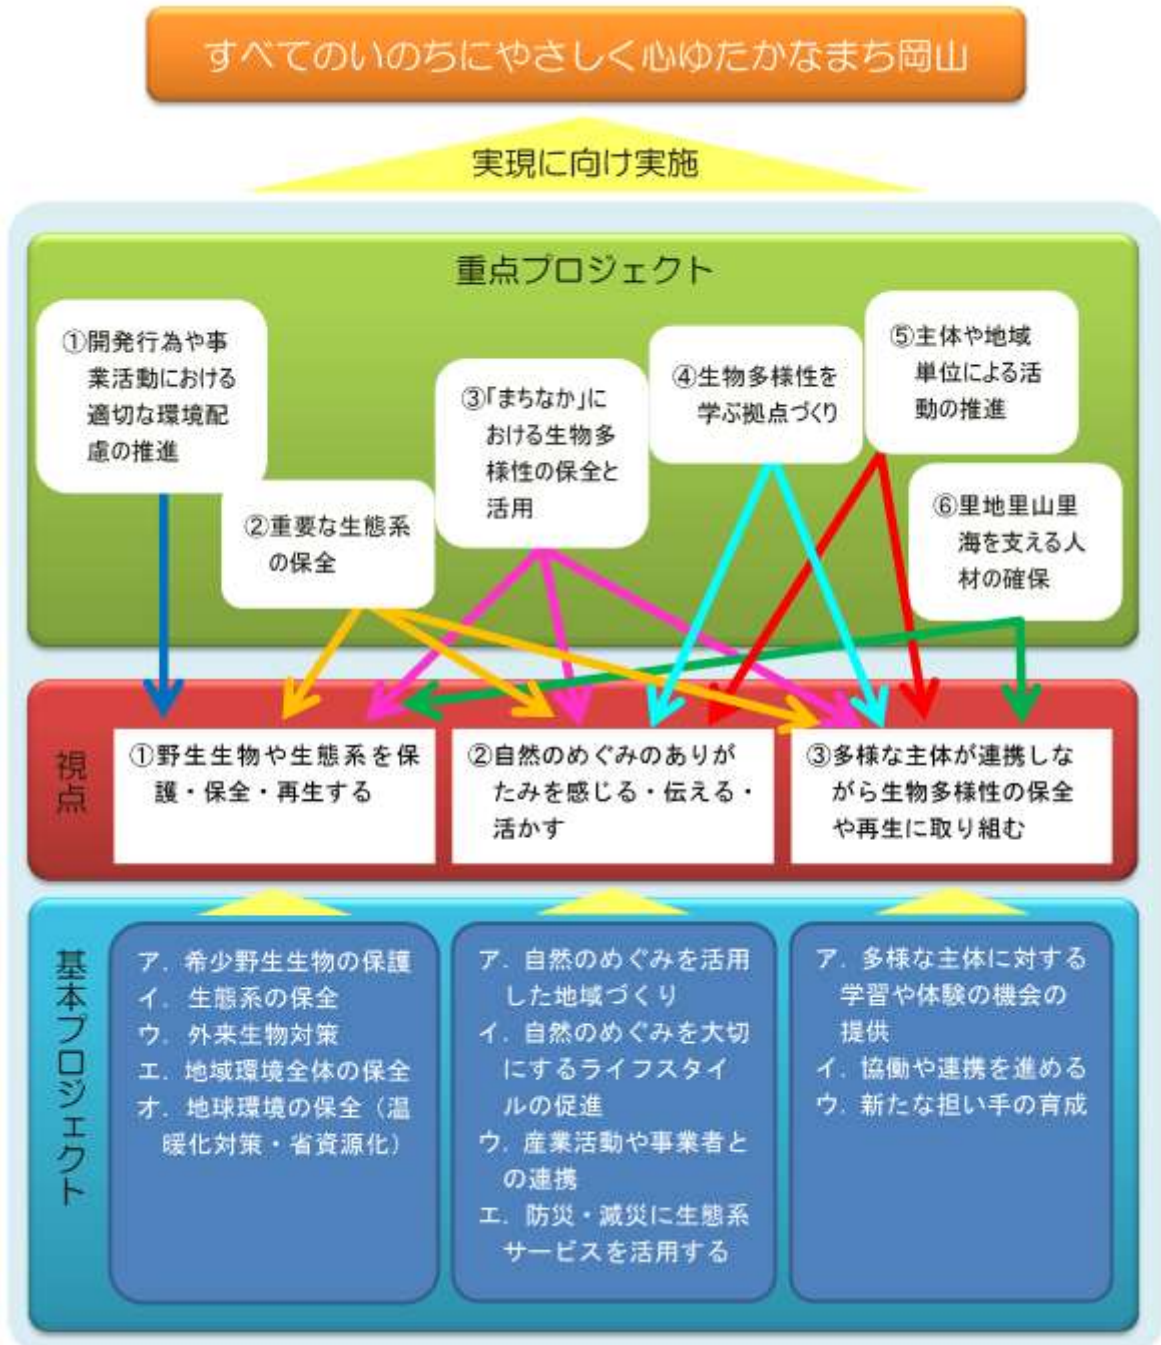 すべてのいのちにやさしく心ゆたかなまち岡山
実現に向け実施
重点プロジェクト
①開発行為や事
業活動における
適切な環境配
慮の推進
②重要な生態系
の保全
③「まちなか」に
おける生物多
様性の保全と
活用
④生物多様性を
学ぶ拠点づくり
⑤主体や地域
単位による活
動の推進
⑥里地里山里
海を支える人
材の確保
視点
①野生生物や生態系を保
護・保全・再生する
②自然のめぐみのありが
たみを感じる・伝える・
活かす
③多様な主体が連携しな
がら生物多様性の保全
や再生に取り組む
基本プロジェクト
ア．希少野生生物の保護
イ．生態系の保全
ウ．外来生物対策
エ．地域環境全体の保全
オ．地球環境の保全（温
暖化対策・省資源化）
ア．自然のめぐみを活用
した地域づくり
イ．自然のめぐみを大切
にするライフスタイ
ルの促進
ウ．産業活動や事業者と
の連携
エ．防災・減災に生態系
サービスを活用する
ア．多様な主体に対する
学習や体験の機会の
提供
イ．協働や連携を進める
ウ．新たな担い手の育成